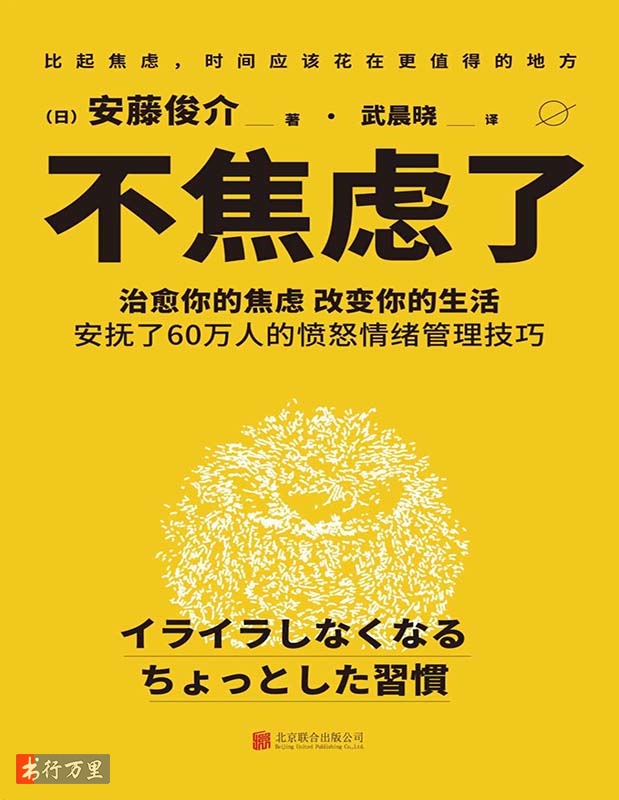 比起焦虑，时间应该花在更值得的地方
（日）安藤俊介 著 · 武晨晓 译
不焦虑了
治愈你的焦虑 改变你的生活
安抚了60万人的愤怒情绪管理技巧
イライラしなくなる
ちょっとした習慣
北京联合出版公司
Beijing United Publishing Co.,Ltd.
书行万里